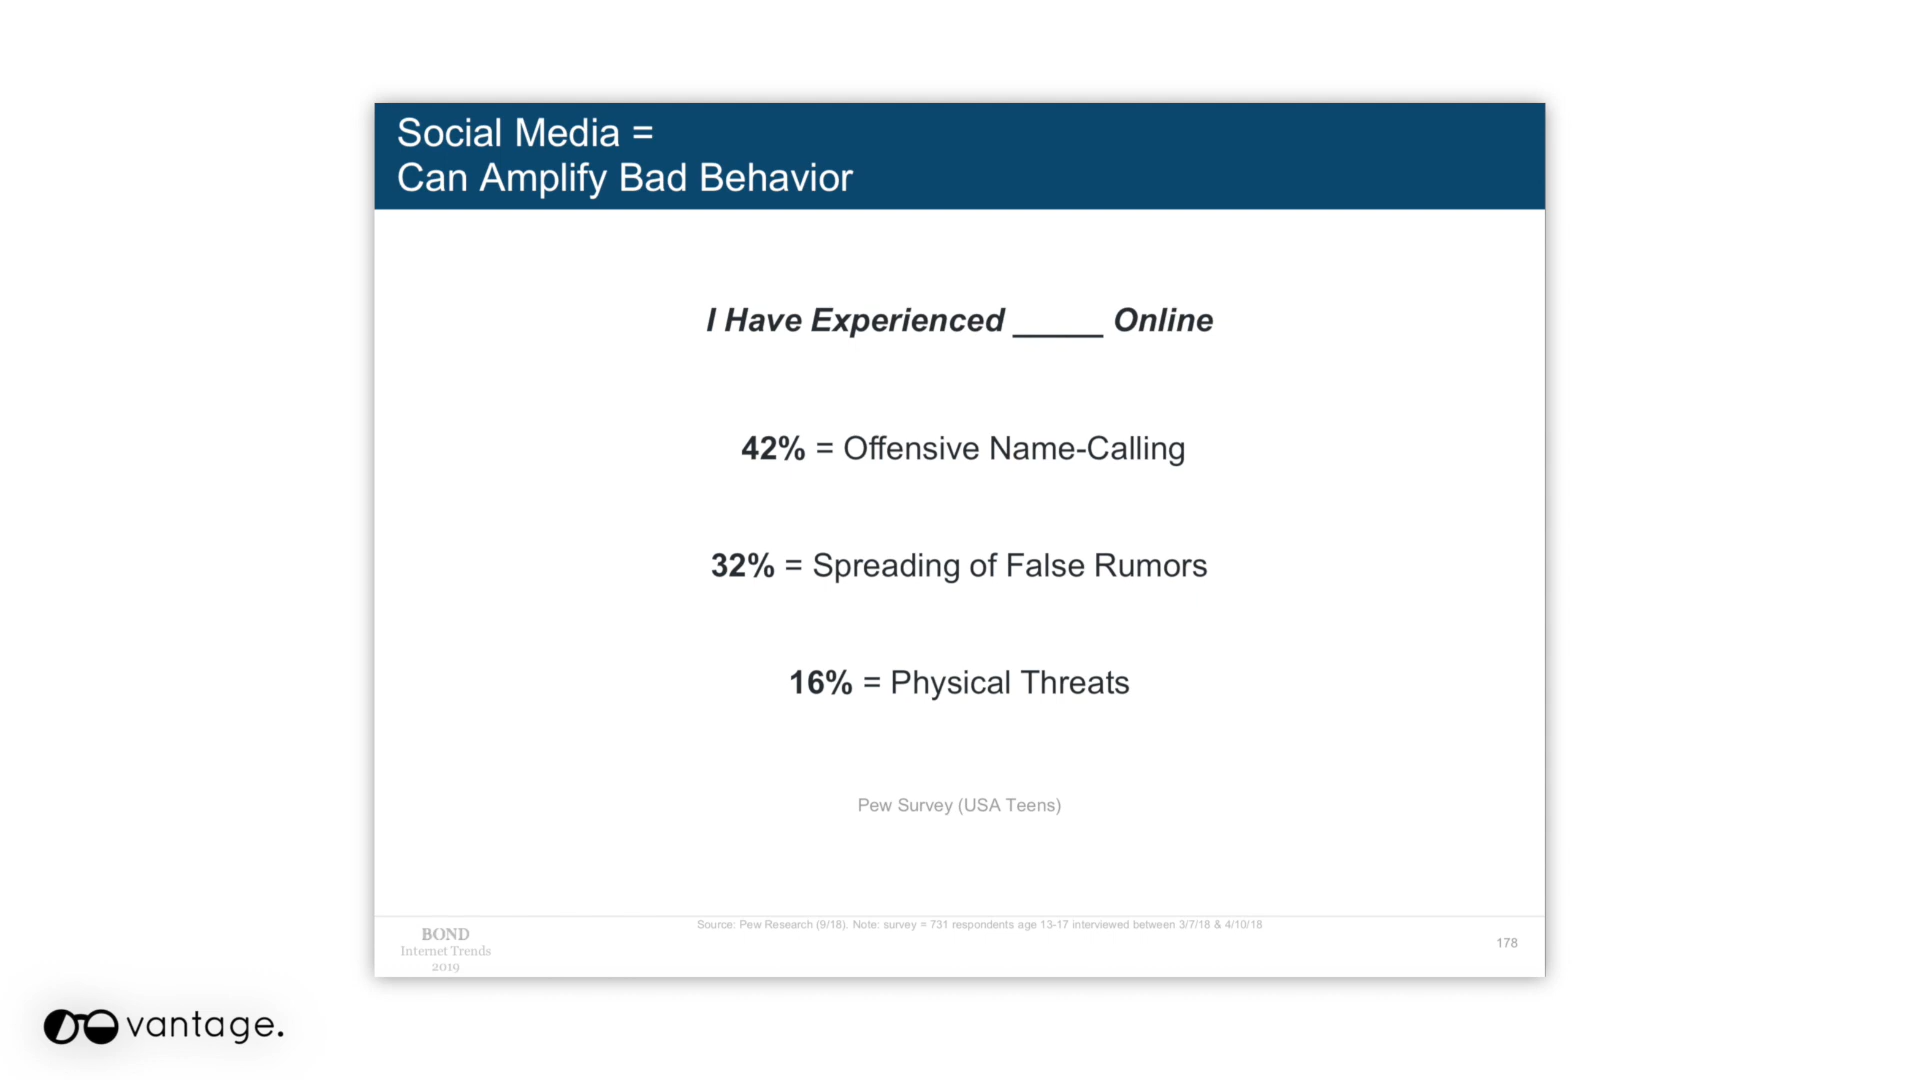 Social Media =
Can Amplify Bad Behavior
I Have Experienced _____ Online
42% = Offensive Name-Calling
32% = Spreading of False Rumors
16% = Physical Threats
Pew Survey (USA Teens)
Source: Pew Research (9/18). Note: survey = 731 respondents age 13-17 interviewed between 3/7/18 & 4/10/18
BOND
Internet Trends
2019
178
vantage.